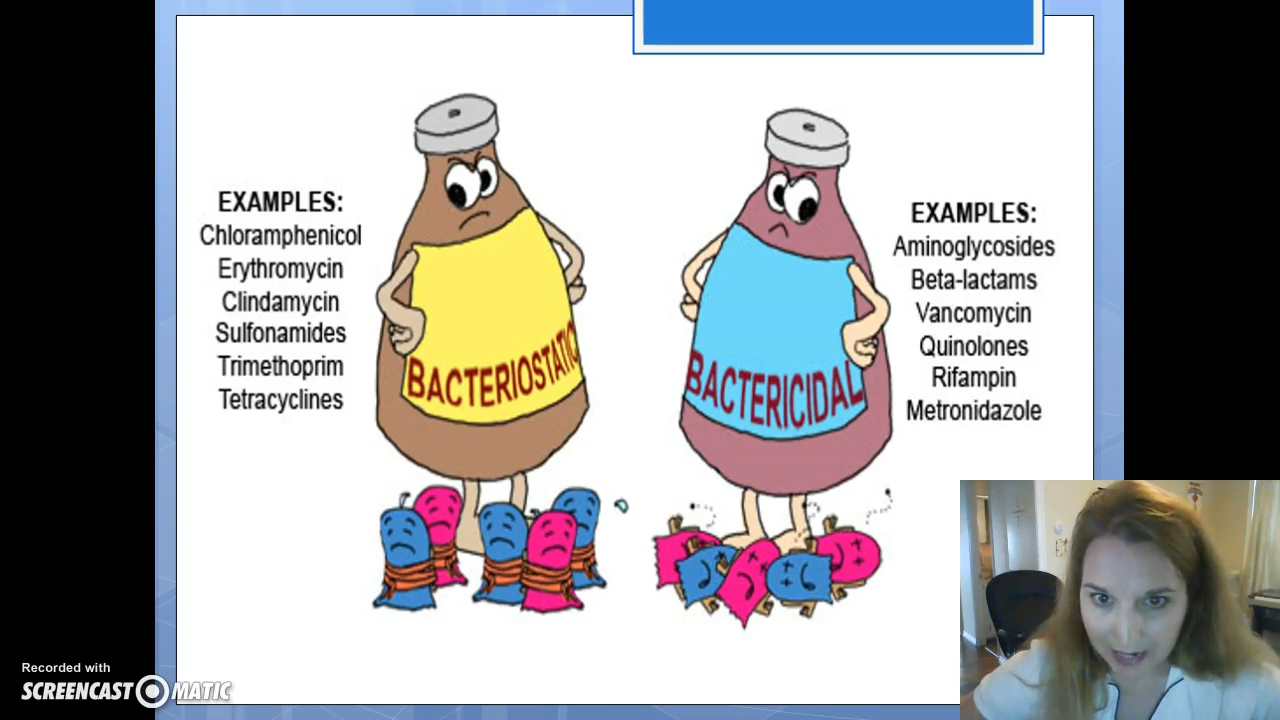 EXAMPLES:
Chloramphenicol
Erythromycin
Clindamycin
Sulfonamides
Trimethoprim
Tetracyclines
BACTERIOSTATIC
BACTERICIDAL
EXAMPLES:
Aminoglycosides
Beta-lactams
Vancomycin
Quinolones
Rifampin
Metronidazole
Recorded with
SCREENCAST MATIC